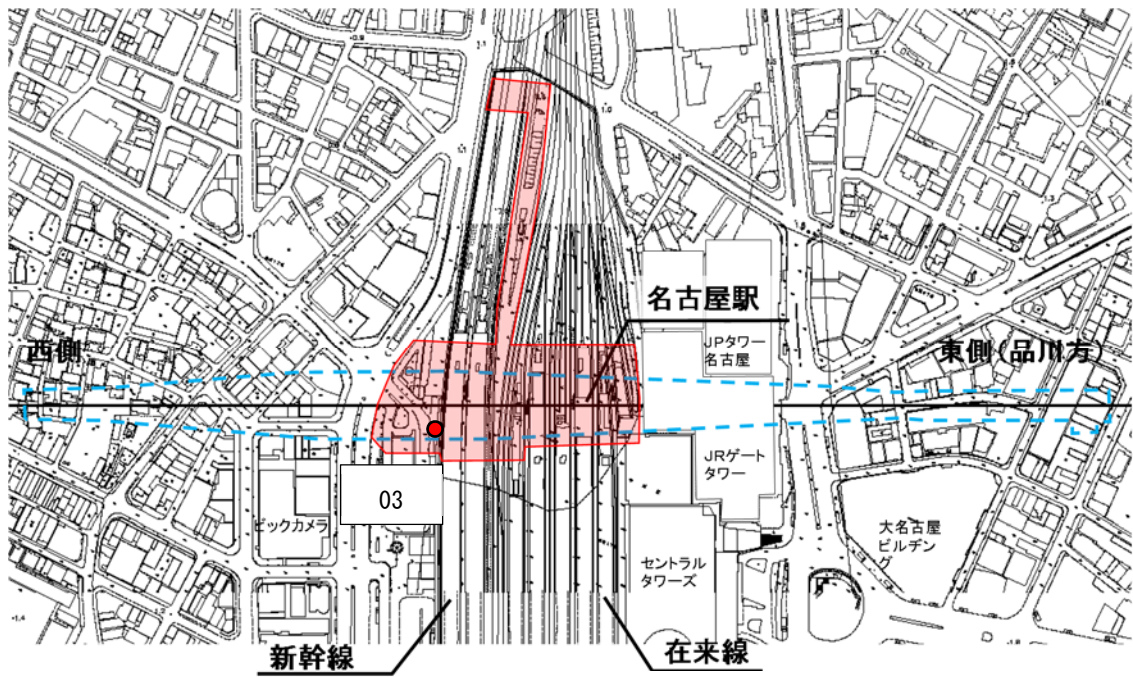 名古屋駅
JPタワー
名古屋
西側
東側(品川方)
JRゲート
タワー
03
ビックカメラ
大名古屋
ビルヂン
グ
セントラル
タワーズ
新幹線
在来線